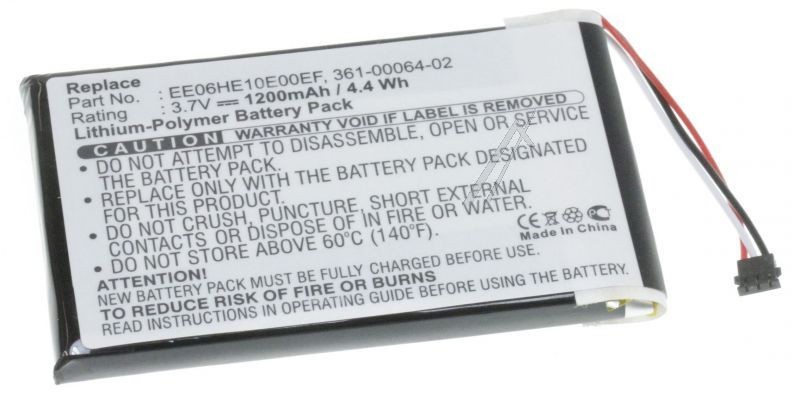 Replace
Part No. : EE06HE10E00EF, 361-00064-02
Rating : 3.7V 1200mAh / 4.4 Wh
Lithium-Polymer Battery Pack
WARRANTY VOID IF LABEL IS REMOVED
CAUTION:
• DO NOT ATTEMPT TO DISASSEMBLE, OPEN OR SERVICE
THE BATTERY PACK.
• REPLACE ONLY WITH THE BATTERY PACK DESIGNATED
FOR THIS PRODUCT.
• DO NOT CRUSH, PUNCTURE, SHORT EXTERNAL
CONTACTS OR DISPOSE OF IN FIRE OR WATER.
• DO NOT STORE ABOVE 60°C (140°F).
CE
Made In China
ATTENTION:
NEW BATTERY PACK MUST BE FULLY CHARGED BEFORE USE.
TO REDUCE RISK OF FIRE OR BURNS
READ INSTRUCTIONS GUIDE BEFORE USING THE BATTERY.